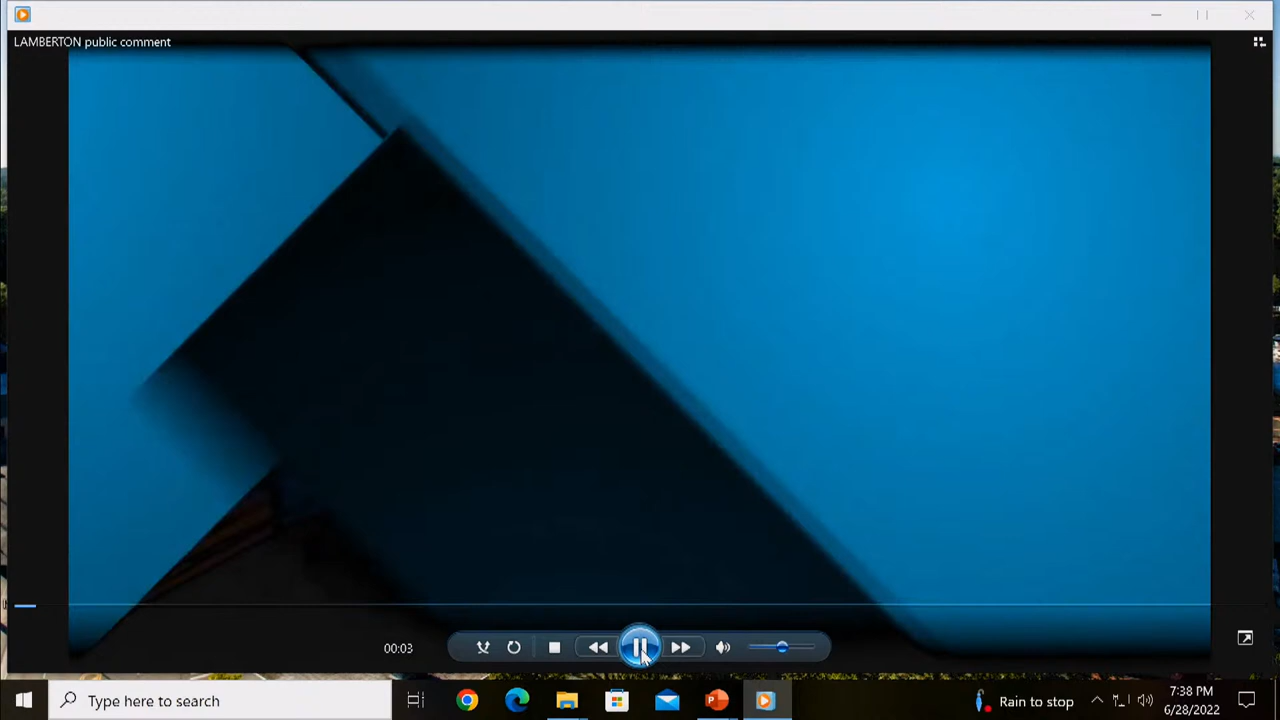 LAMBERTON public comment
00:03
Type here to search
Rain to stop
7:38 PM
6/28/2022